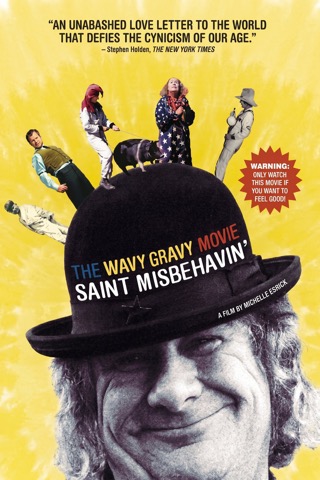 “AN UNABASHED LOVE LETTER TO THE WORLD
THAT DEFIES THE CYNICISM OF OUR AGE.”
– Stephen Holden, THE NEW YORK TIMES
WARNING:
ONLY WATCH
THIS MOVIE IF
YOU WANT TO
FEEL GOOD!
THE WAVY GRAVY MOVIE
SAINT MISBEHAVIN’
A FILM BY MICHELLE ESRICK